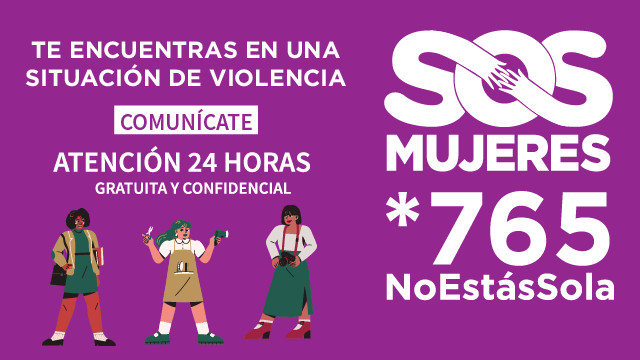 TE ENCUENTRAS EN UNA
SITUACIÓN DE VIOLENCIA
COMUNÍCATE
ATENCIÓN 24 HORAS
GRATUITA Y CONFIDENCIAL
SOS
MUJERES
*765
NoEstásSola